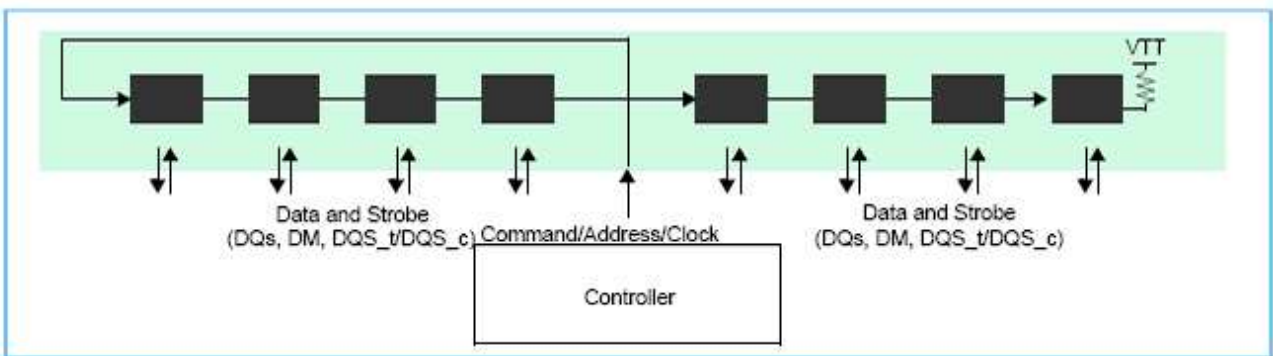 VTT
Data and Strobe
(DQs, DM, DQS_t/DQS_c)
Command/Address/Clock
Data and Strobe
(DQs, DM, DQS_t/DQS_c)
Controller